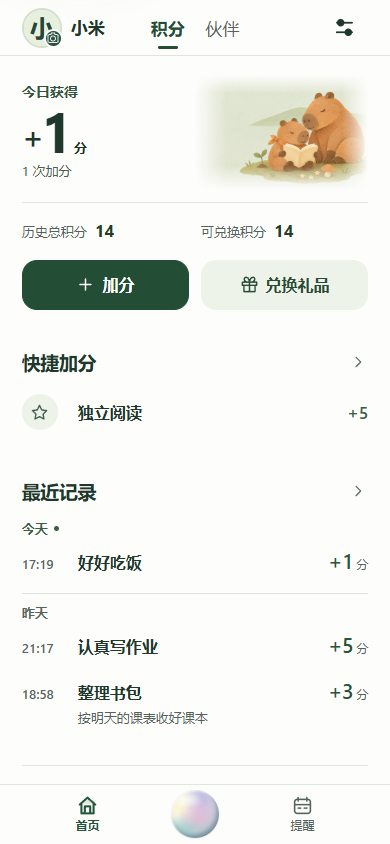 小 小米 积分 伙伴
今日获得
+1分
1 次加分
历史总积分 14 可兑换积分 14
+ 加分 兑换礼品
快捷加分
独立阅读 +5
最近记录
今天
17:19 好好吃饭 +1 分
昨天
21:17 认真写作业 +5 分
18:58 整理书包 +3 分
按明天的课表收好课本
首页 提醒